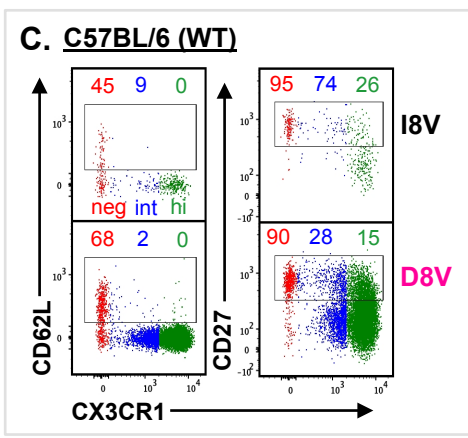 C. C57BL/6 (WT)
45 9 0
95 74 26
CD62L
CD27
I8V
10³
0
neg int hi
10³
10²
0
-10²
68 2 0
90 28 15
D8V
10³
0
10³
10²
0
-10²
0 10³ 10⁴
0 10³ 10⁴
CX3CR1